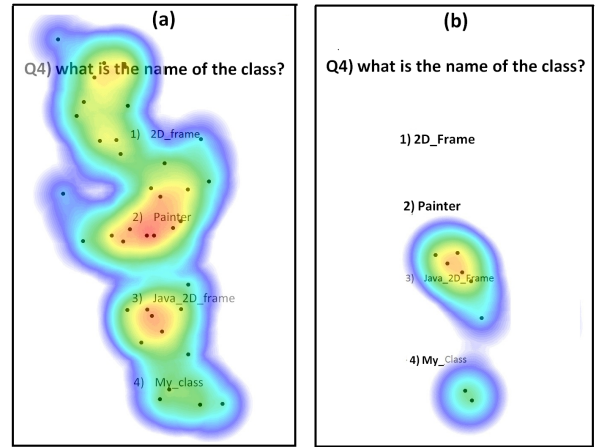 (a)
Q4) what is the name of the class?
1) 2D_frame
2) Painter
3) Java_2D_frame
4) My_class
(b)
Q4) what is the name of the class?
1) 2D_Frame
2) Painter
3) Java_2D_Frame
4) My_Class